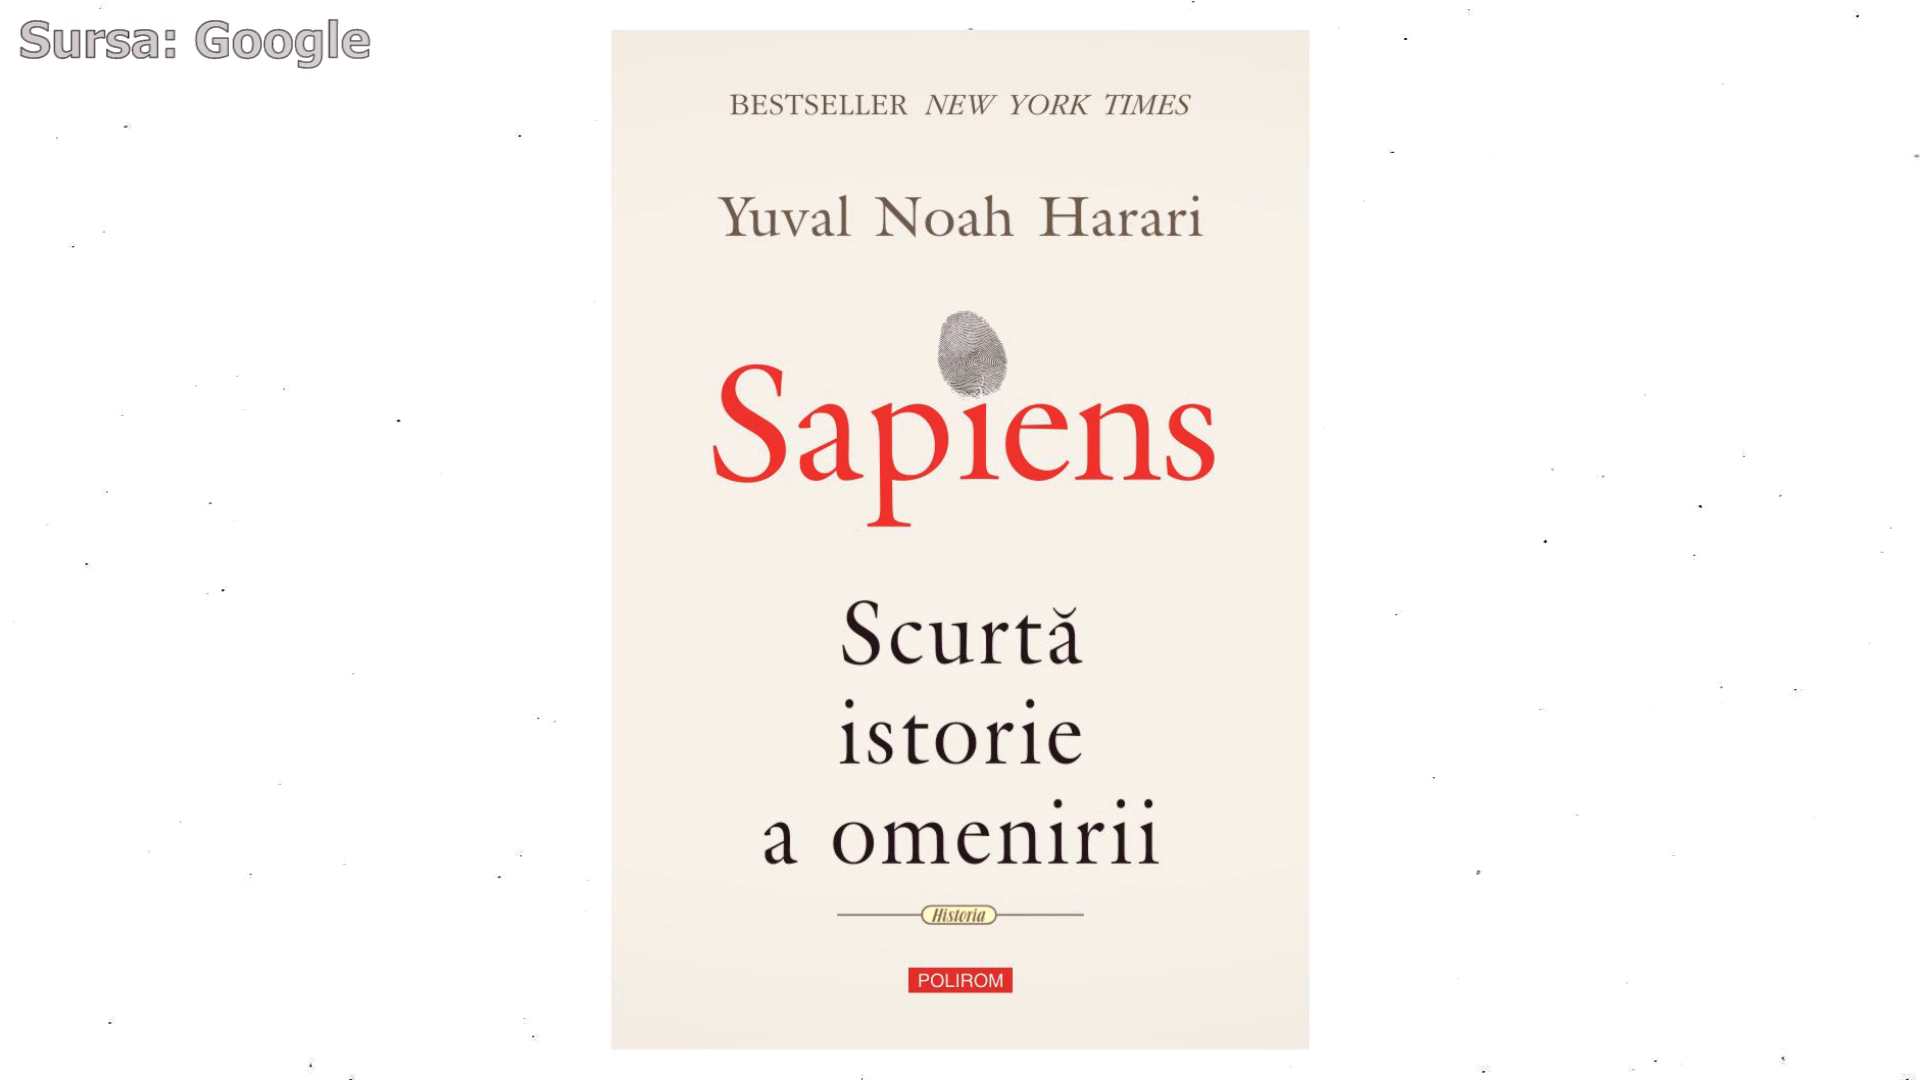 Sursa: Google
BESTSELLER NEW YORK TIMES
Yuval Noah Harari
Sapiens
Scurtă
istorie
a omenirii
Historia
POLIROM